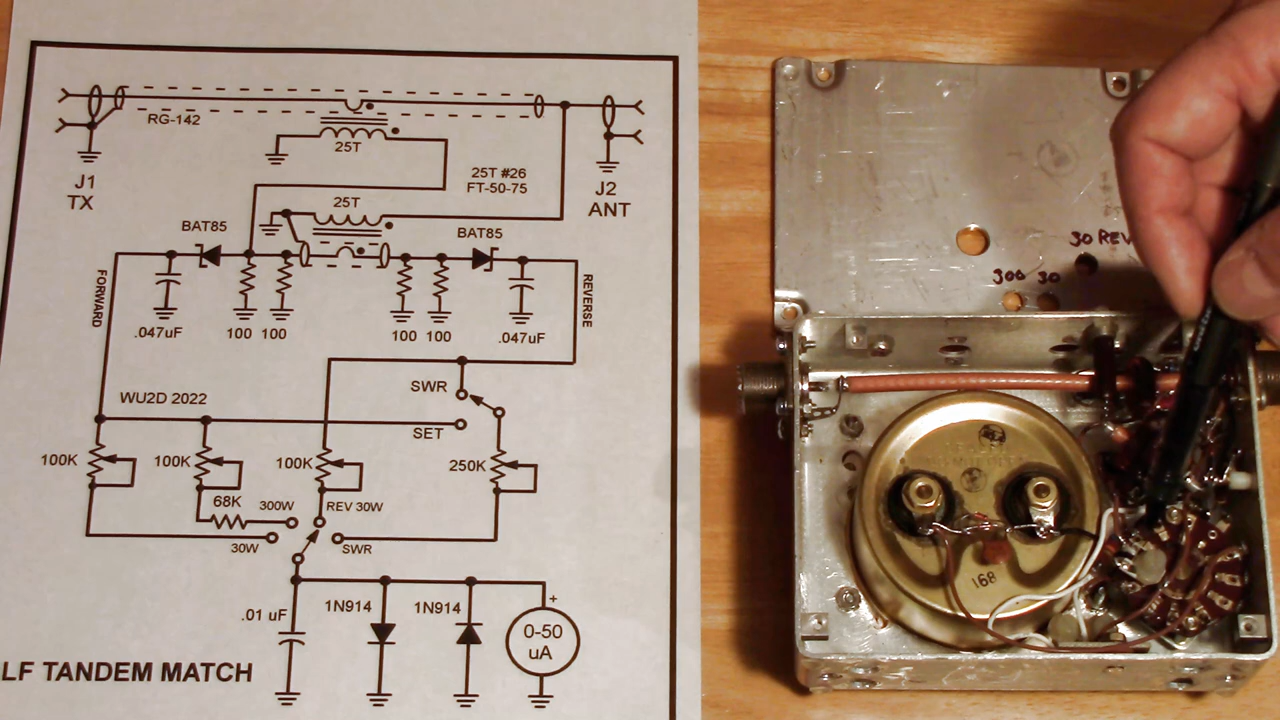 RG-142
25T
J1
TX
25T #26
FT-50-75
J2
ANT
25T
BAT85
BAT85
FORWARD
REVERSE
.047uF
100 100
100 100
.047uF
SWR
WU2D 2022
SET
100K
100K
100K
250K
68K
300W
REV 30W
30W
SWR
.01 uF
1N914
1N914
+
0-50
uA
LF TANDEM MATCH
30 REV
300 30
168